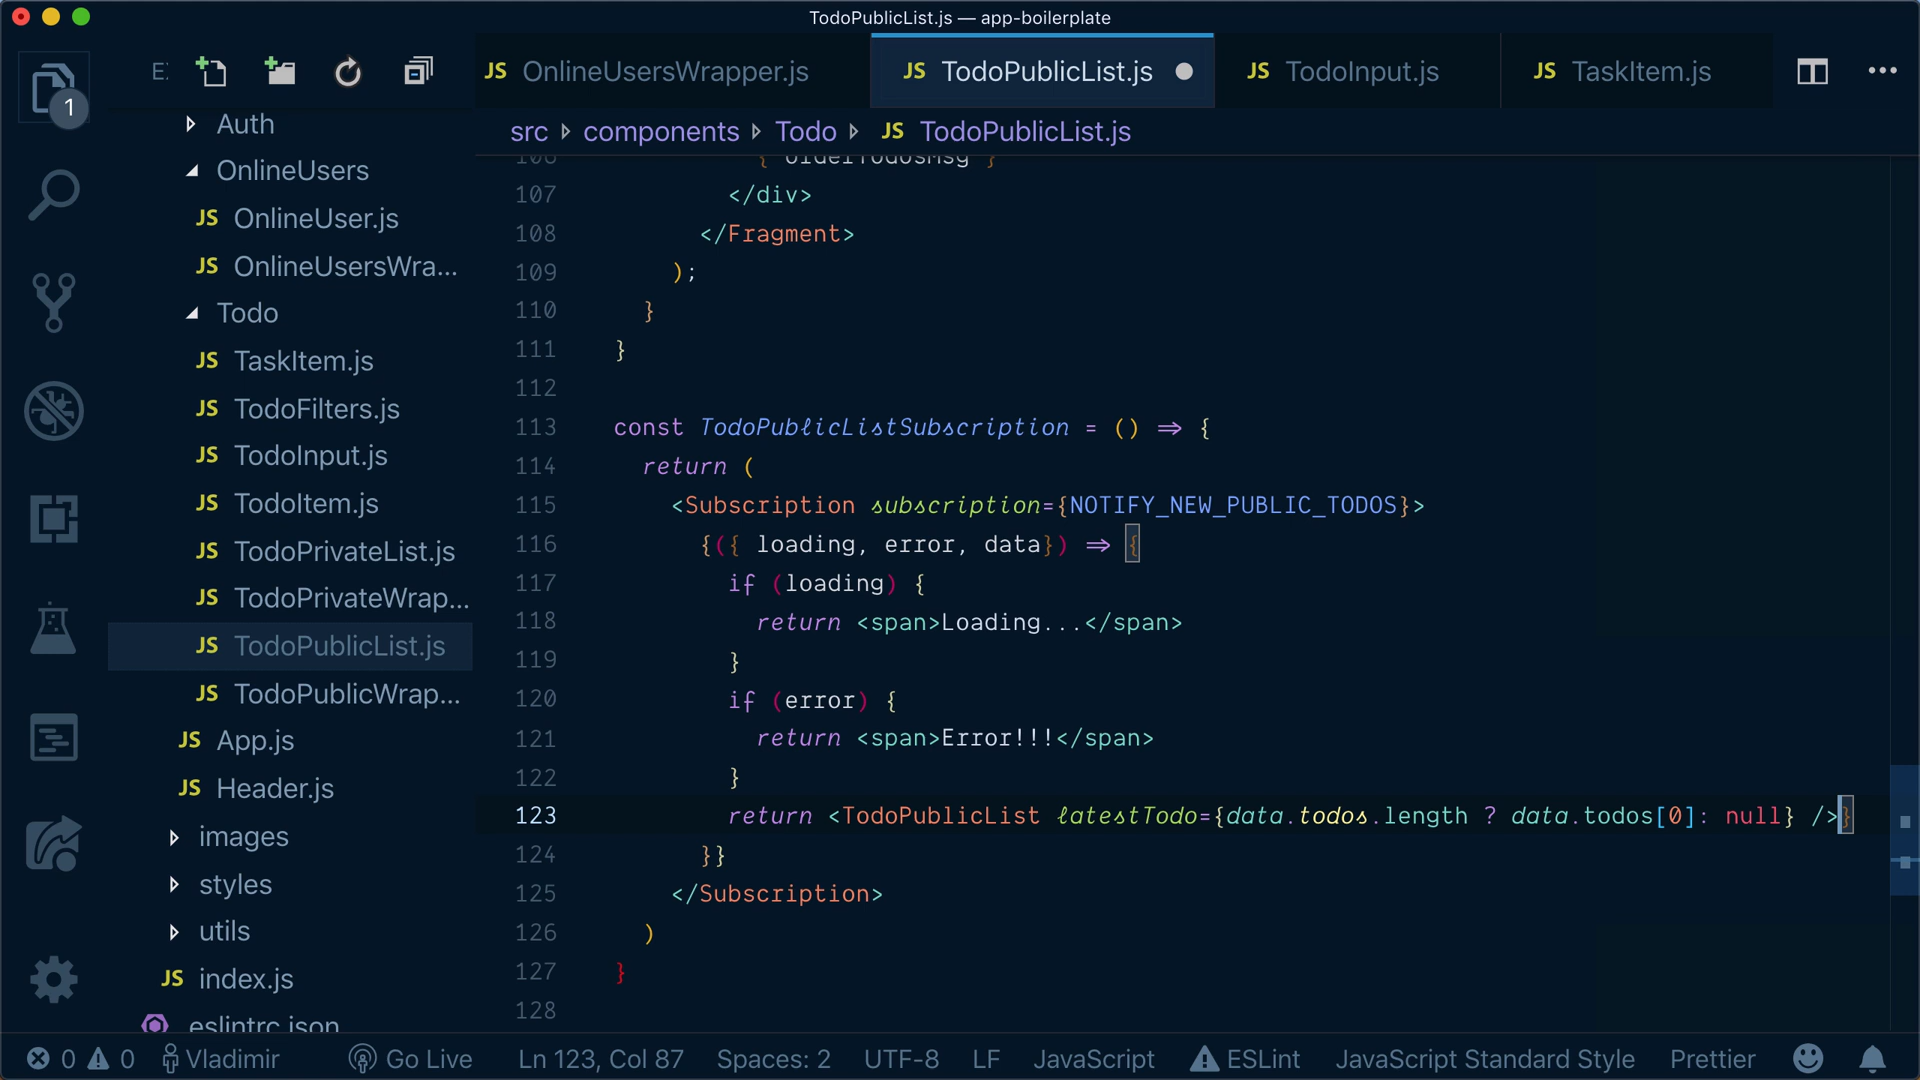 TodoPublicList.js — app-boilerplate
E:
JS OnlineUsersWrapper.js
JS TodoPublicList.js
JS TodoInput.js
JS TaskItem.js
1
src components Todo JS TodoPublicList.js
Auth
OnlineUsers
JS OnlineUser.js
JS OnlineUsersWra...
Todo
JS TaskItem.js
JS TodoFilters.js
JS TodoInput.js
JS TodoItem.js
JS TodoPrivateList.js
JS TodoPrivateWrap...
JS TodoPublicList.js
JS TodoPublicWrap...
JS App.js
JS Header.js
images
styles
utils
JS index.js
eslintrc.json
106 { olderTodosMsg }
107 </div>
108 </Fragment>
109 );
110 }
111 }
112
113 const TodoPublicListSubscription = () => {
114 return (
115 <Subscription subscription={NOTIFY_NEW_PUBLIC_TODOS}>
116 {({ loading, error, data}) => {
117 if (loading) {
118 return <span>Loading...</span>
119 }
120 if (error) {
121 return <span>Error!!!</span>
122 }
123 return <TodoPublicList latestTodo={data.todos.length ? data.todos[0]: null} />}
124 }}
125 </Subscription>
126 )
127 }
128
0 0 Vladimir Go Live Ln 123, Col 87 Spaces: 2 UTF-8 LF JavaScript ESLint JavaScript Standard Style Prettier